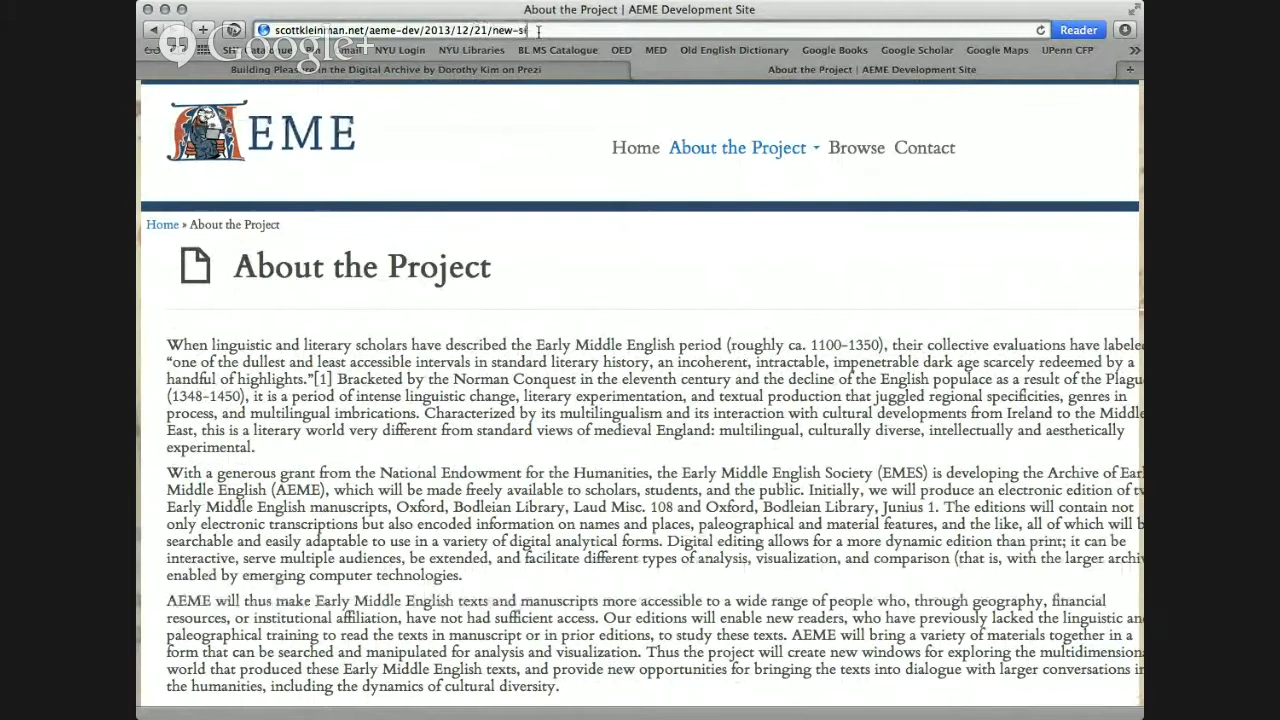 About the Project | AEME Development Site
scottkleinman.net/aeme-dev/2013/12/21/new-si
Reader
Google+
Catalogue Email NYU Login NYU Libraries BL MS Catalogue OED MED Old English Dictionary Google Books Google Scholar Google Maps UPenn CFP
Building Pleasure in the Digital Archive by Dorothy Kim on Prezi
About the Project | AEME Development Site
AEME
Home About the Project Browse Contact
Home » About the Project
About the Project
When linguistic and literary scholars have described the Early Middle English period (roughly ca. 1100-1350), their collective evaluations have labele
“one of the dullest and least accessible intervals in standard literary history, an incoherent, intractable, impenetrable dark age scarcely redeemed by a
handful of highlights.”[1] Bracketed by the Norman Conquest in the eleventh century and the decline of the English populace as a result of the Plagu
(1348-1450), it is a period of intense linguistic change, literary experimentation, and textual production that juggled regional specificities, genres in
process, and multilingual imbrications. Characterized by its multilingualism and its interaction with cultural developments from Ireland to the Middle
East, this is a literary world very different from standard views of medieval England: multilingual, culturally diverse, intellectually and aesthetically
experimental.
With a generous grant from the National Endowment for the Humanities, the Early Middle English Society (EMES) is developing the Archive of Earl
Middle English (AEME), which will be made freely available to scholars, students, and the public. Initially, we will produce an electronic edition of tw
Early Middle English manuscripts, Oxford, Bodleian Library, Laud Misc. 108 and Oxford, Bodleian Library, Junius 1. The editions will contain not
only electronic transcriptions but also encoded information on names and places, paleographical and material features, and the like, all of which will b
searchable and easily adaptable to use in a variety of digital analytical forms. Digital editing allows for a more dynamic edition than print; it can be
interactive, serve multiple audiences, be extended, and facilitate different types of analysis, visualization, and comparison (that is, with the larger archiv
enabled by emerging computer technologies.
AEME will thus make Early Middle English texts and manuscripts more accessible to a wide range of people who, through geography, financial
resources, or institutional affiliation, have not had sufficient access. Our editions will enable new readers, who have previously lacked the linguistic an
paleographical training to read the texts in manuscript or in prior editions, to study these texts. AEME will bring a variety of materials together in a
form that can be searched and manipulated for analysis and visualization. Thus the project will create new windows for exploring the multidimensiona
world that produced these Early Middle English texts, and provide new opportunities for bringing the texts into dialogue with larger conversations in
the humanities, including the dynamics of cultural diversity.